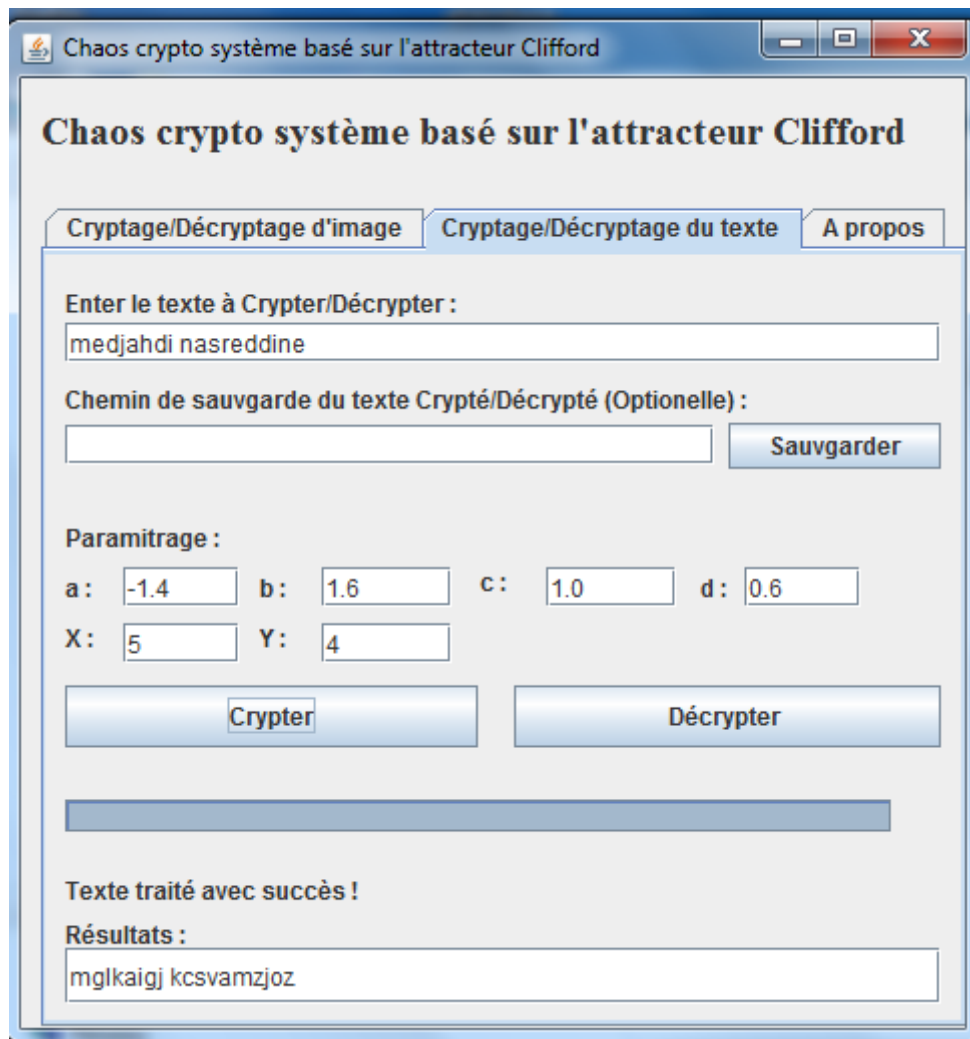 Chaos crypto système basé sur l'attracteur Clifford
Chaos crypto système basé sur l'attracteur Clifford
Cryptage/Décryptage d'image Cryptage/Décryptage du texte A propos
Enter le texte à Crypter/Décrypter :
medjahdi nasreddine
Chemin de sauvgarde du texte Crypté/Décrypté (Optionelle) :
Sauvgarder
Paramitrage :
a : -1.4 b : 1.6 c : 1.0 d : 0.6
X : 5 Y : 4
Crypter Décrypter
Texte traité avec succès !
Résultats :
mglkaigj kcsvamzjoz